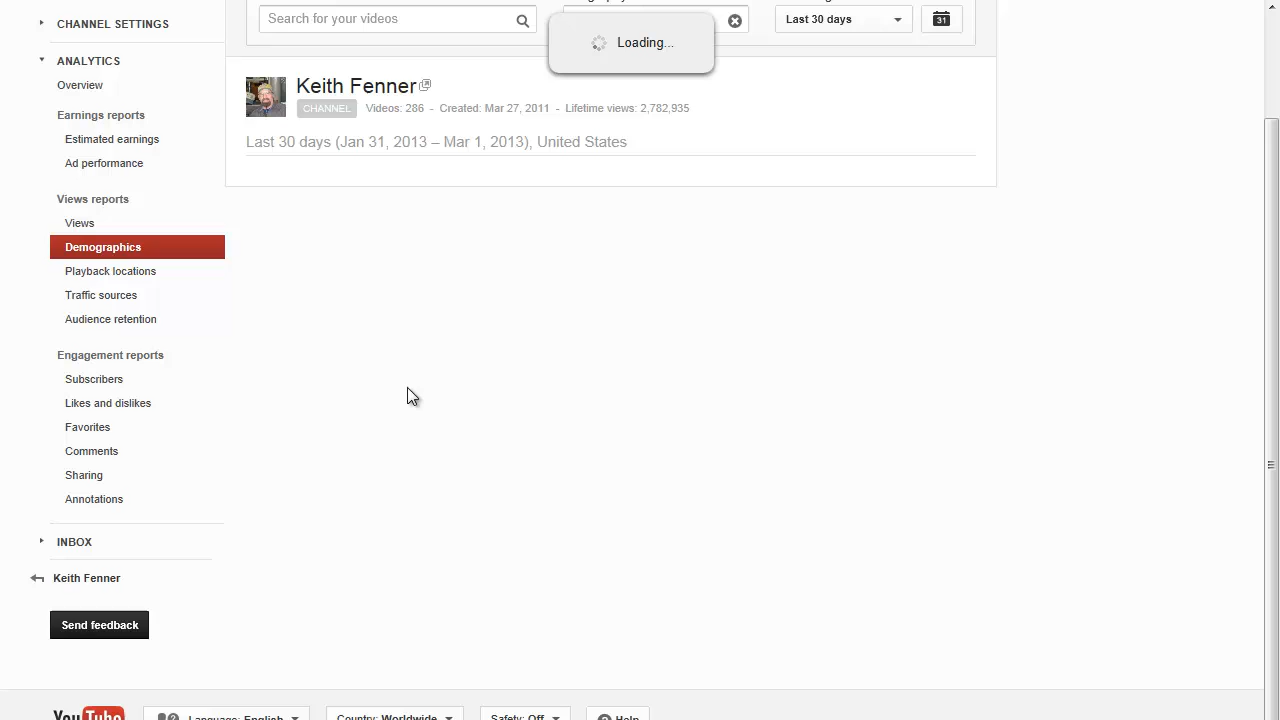 CHANNEL SETTINGS
Search for your videos
Last 30 days
31
Loading...
ANALYTICS
Overview
Earnings reports
Estimated earnings
Ad performance
Views reports
Views
Demographics
Playback locations
Traffic sources
Audience retention
Engagement reports
Subscribers
Likes and dislikes
Favorites
Comments
Sharing
Annotations
INBOX
Keith Fenner
Send feedback
Keith Fenner
CHANNEL Videos: 286 - Created: Mar 27, 2011 - Lifetime views: 2,782,935
Last 30 days (Jan 31, 2013 – Mar 1, 2013), United States
YouTube Language: English Country: Worldwide Safety: Off Help